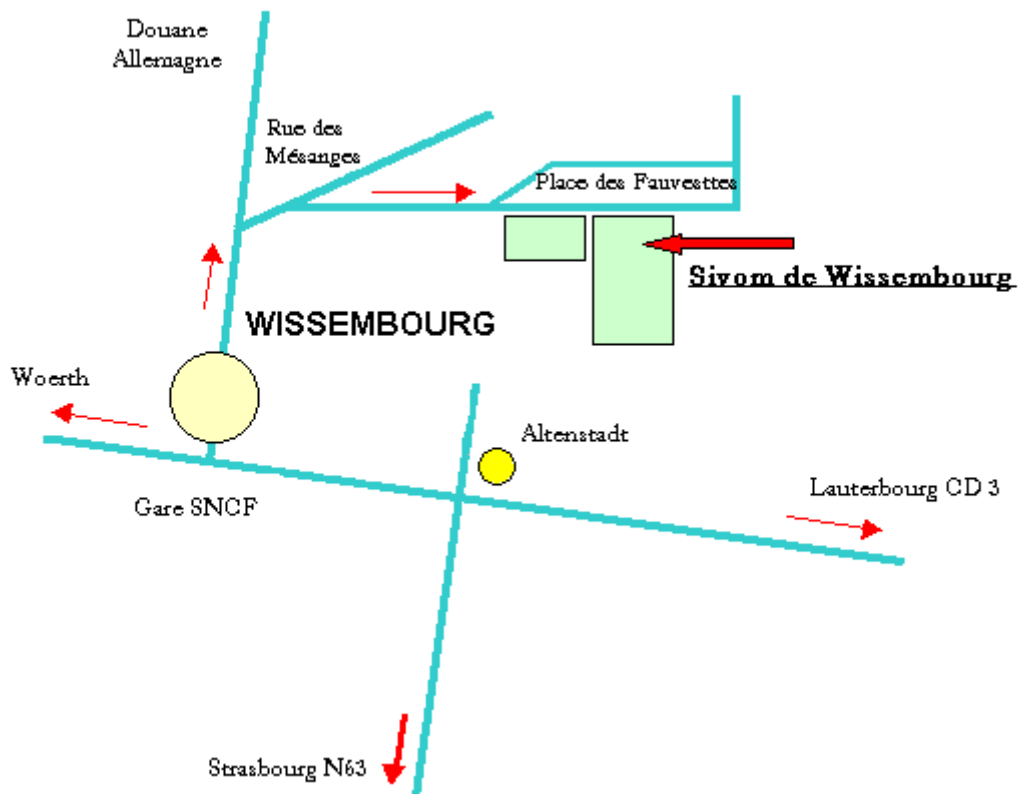 Douane
Allemagne
Rue des
Mésanges
Place des Fauvesttes
Sivom de Wissembourg
WISSEMBOURG
Woerth
Altenstadt
Lauterbourg CD 3
Gare SNCF
Strasbourg N63